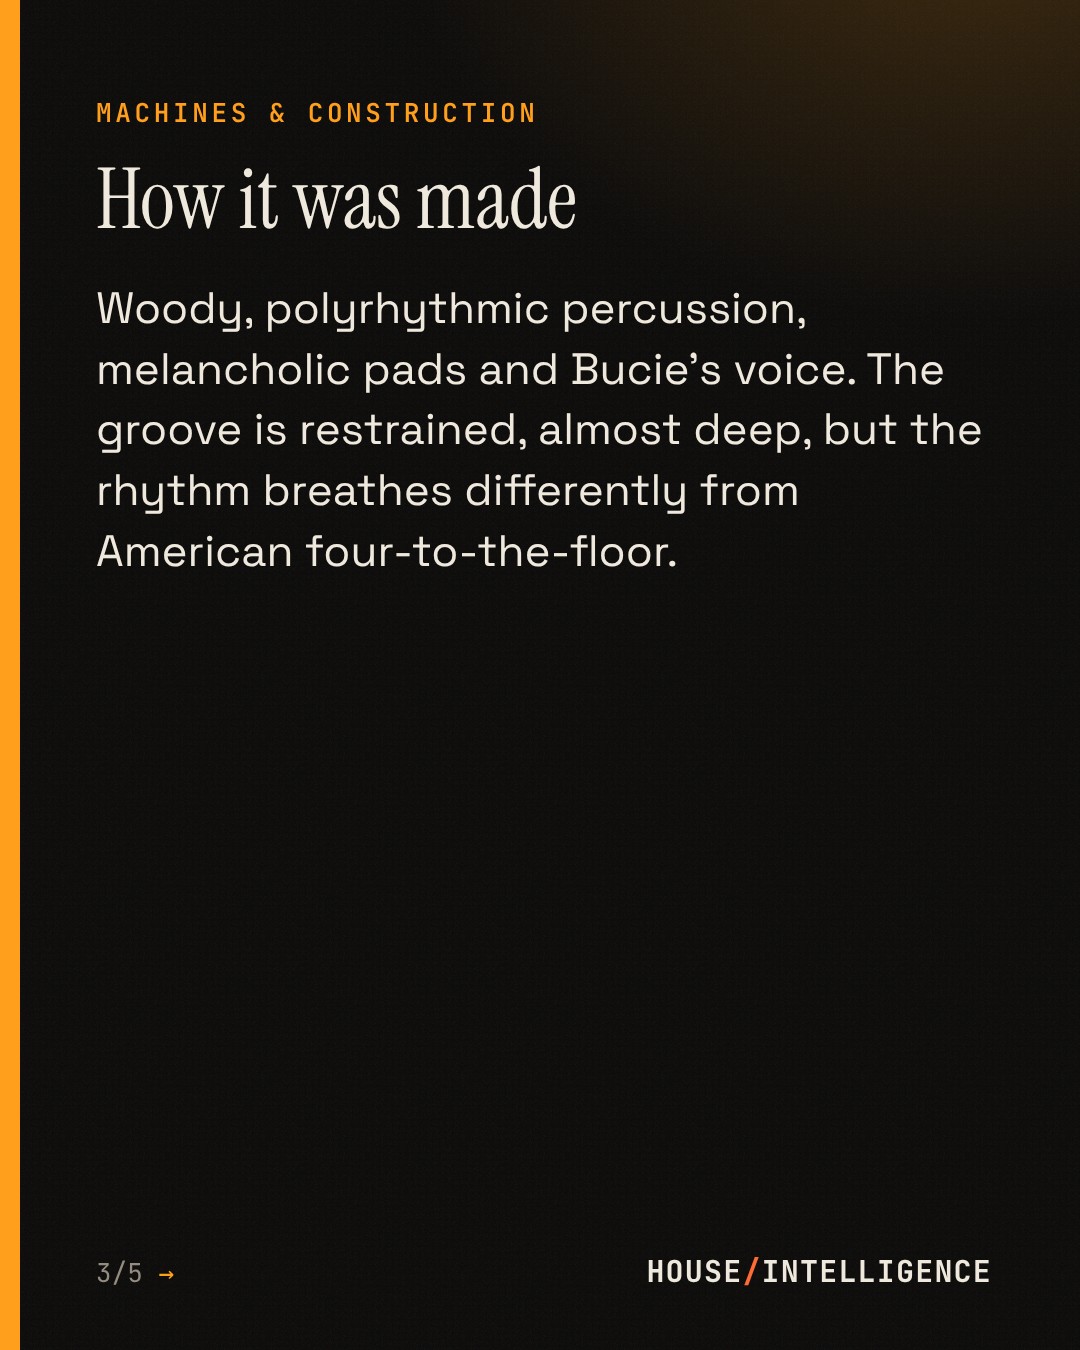 MACHINES & CONSTRUCTION
How it was made
Woody, polyrhythmic percussion,
melancholic pads and Bucie’s voice. The
groove is restrained, almost deep, but the
rhythm breathes differently from
American four-to-the-floor.
3/5 →
HOUSE/INTELLIGENCE